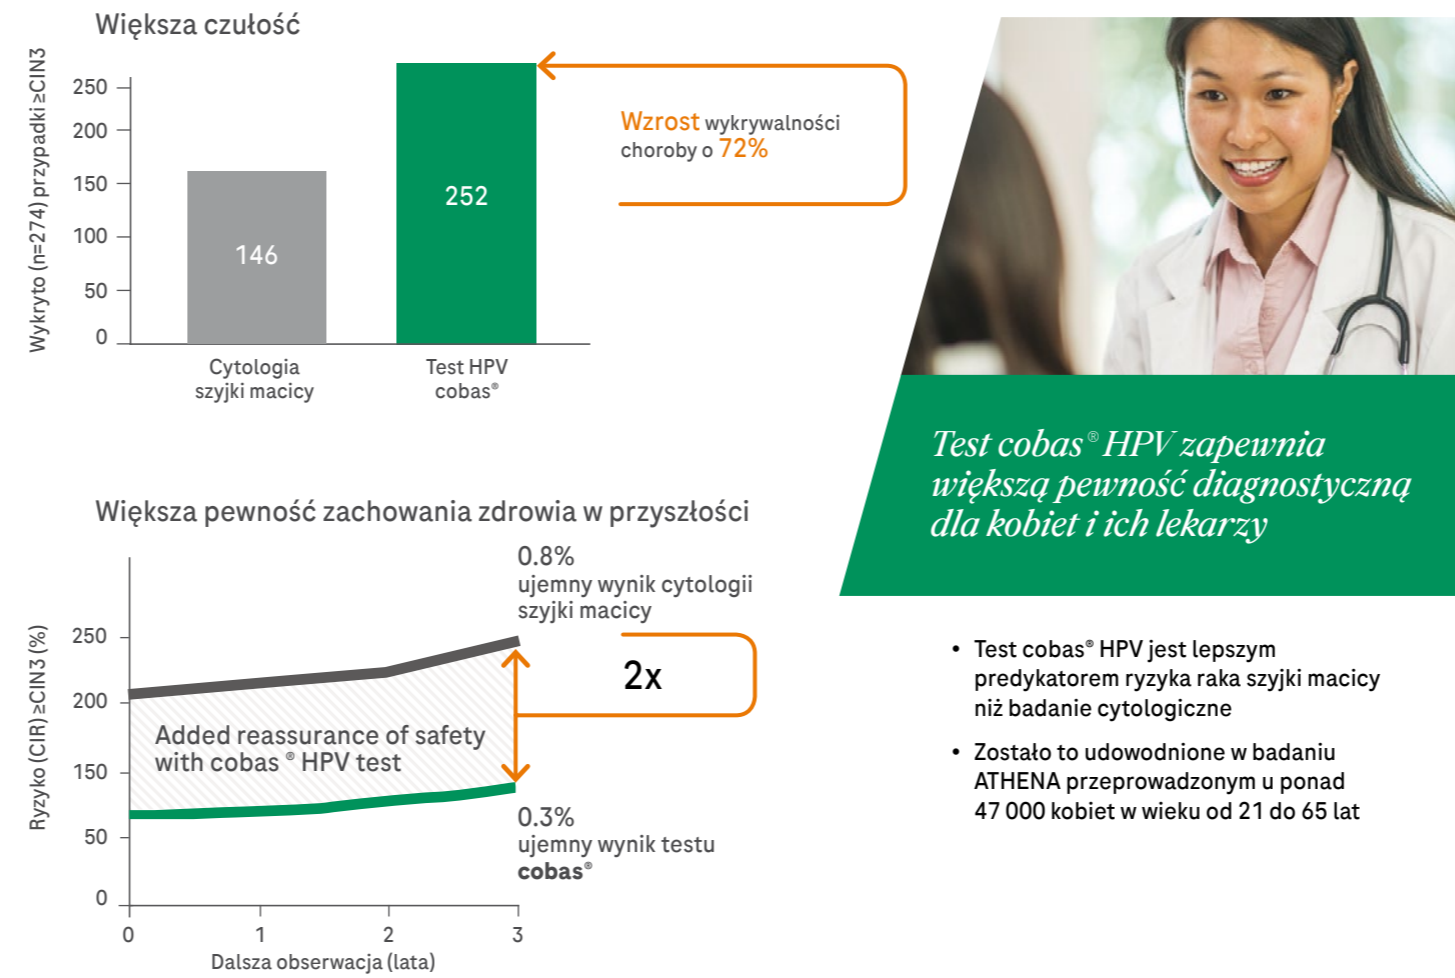 Większa czułość
Wykryto (n=274) przypadki ≥CIN3
250
200
150
100
50
0
146
252
Cytologia
szyjki macicy
Test HPV
cobas®
Wzrost wykrywalności
choroby o 72%
Test cobas® HPV zapewnia
większą pewność diagnostyczną
dla kobiet i ich lekarzy
Większa pewność zachowania zdrowia w przyszłości
Ryzyko (CIR) ≥CIN3 (%)
250
200
150
50
0
0.8%
ujemny wynik cytologii
szyjki macicy
2x
Added reassurance of safety
with cobas ® HPV test
0.3%
ujemny wynik testu
cobas®
0
1
2
3
Dalsza obserwacja (lata)
• Test cobas® HPV jest lepszym
predykatorem ryzyka raka szyjki macicy
niż badanie cytologiczne
• Zostało to udowodnione w badaniu
ATHENA przeprowadzonym u ponad
47 000 kobiet w wieku od 21 do 65 lat